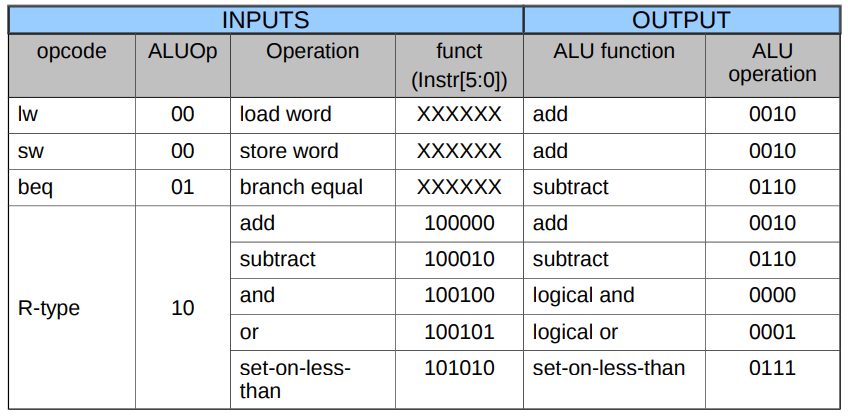 INPUTS OUTPUT
opcode ALUOp Operation funct (Instr[5:0]) ALU function ALU operation
lw 00 load word XXXXXX add 0010
sw 00 store word XXXXXX add 0010
beq 01 branch equal XXXXXX subtract 0110
R-type 10 add 100000 add 0010
subtract 100010 subtract 0110
and 100100 logical and 0000
or 100101 logical or 0001
set-on-less-than 101010 set-on-less-than 0111